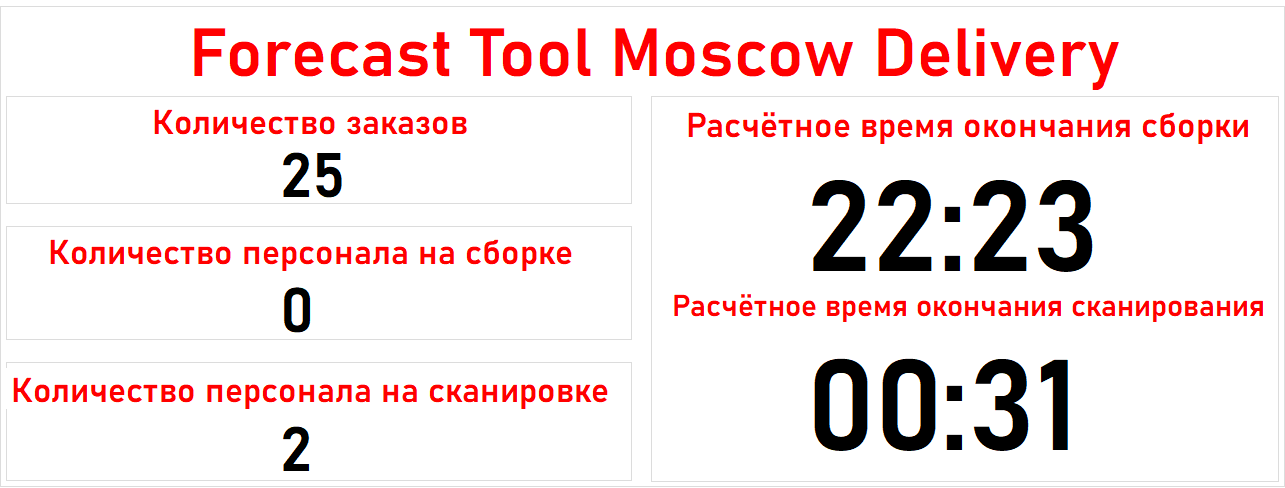 Forecast Tool Moscow Delivery
Количество заказов
25
Количество персонала на сборке
0
Количество персонала на сканировке
2
Расчётное время окончания сборки
22:23
Расчётное время окончания сканирования
00:31